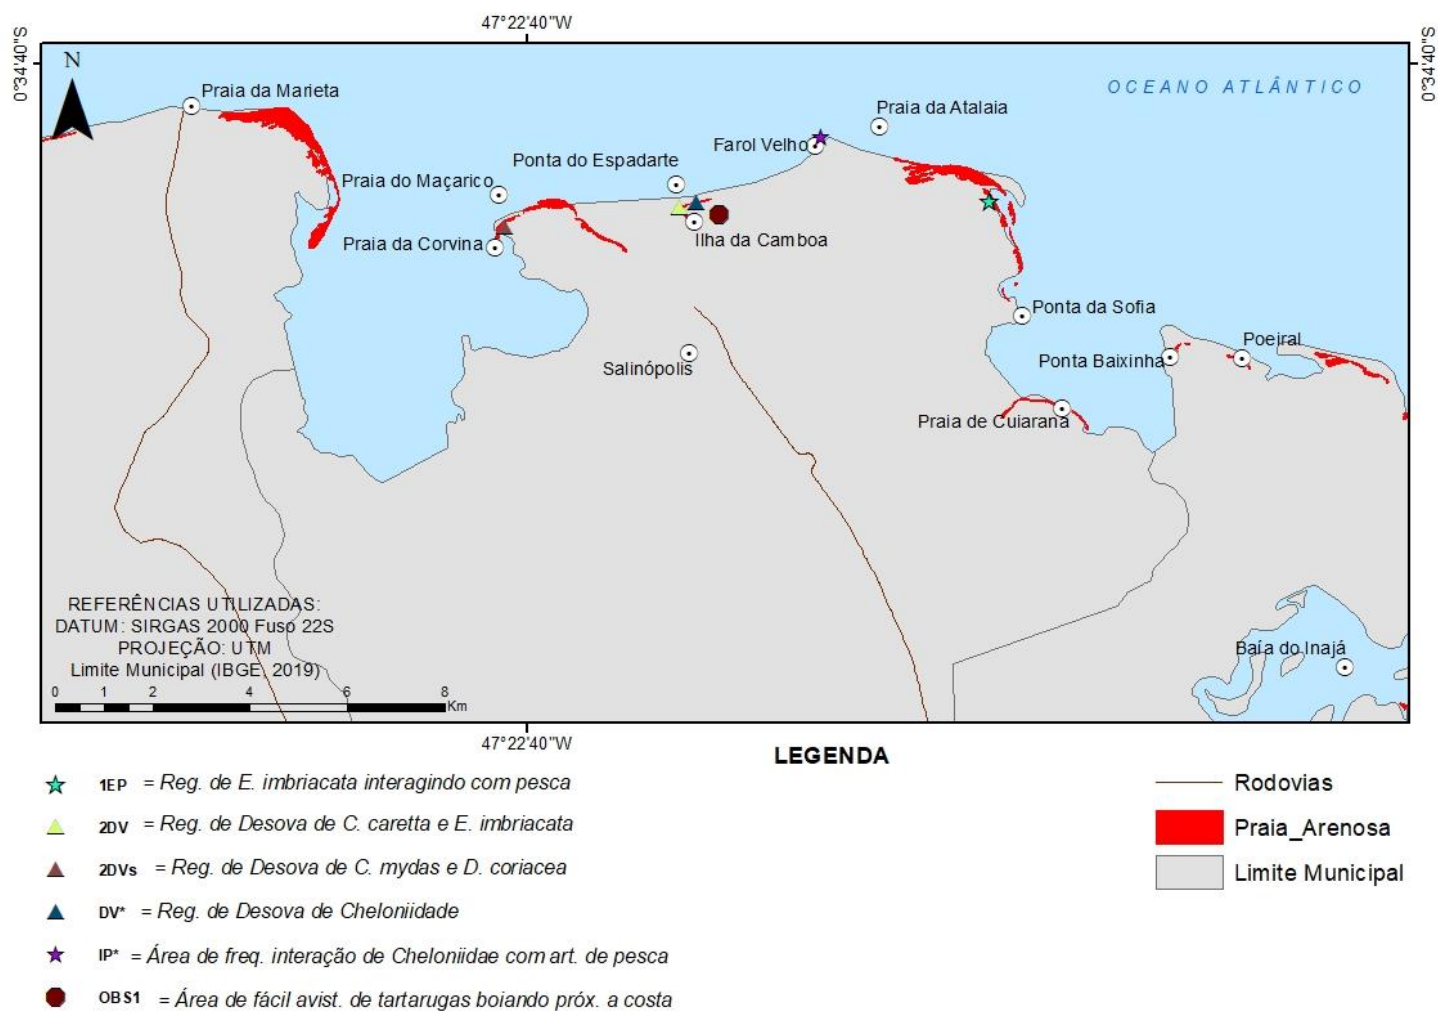 47°22'40"W
0°34'40"S
0°34'40"S
N
OCEANO ATLÂNTICO
Praia da Marieta
Praia da Atalaia
Farol Velho
Ponta do Espadarte
Praia do Maçarico
Praia da Corvina
Ilha da Camboa
Ponta da Sofia
Poeiral
Ponta Baixinha
Salinópolis
Praia de Cuiarana
Baía do Inajá
REFERÊNCIAS UTILIZADAS:
DATUM: SIRGAS 2000 Fuso 22S
PROJEÇÃO: UTM
Limite Municipal (IBGE, 2019)
0 1 2 4 6 8
Km
47°22'40"W
LEGENDA
1EP = Reg. de E. imbriacata interagindo com pesca
2DV = Reg. de Desova de C. caretta e E. imbriacata
2DVs = Reg. de Desova de C. mydas e D. coriacea
DV* = Reg. de Desova de Cheloniidade
IP* = Área de freq. interação de Cheloniidae com art. de pesca
OBS1 = Área de fácil avist. de tartarugas boiando próx. a costa
Rodovias
Praia_Arenosa
Limite Municipal